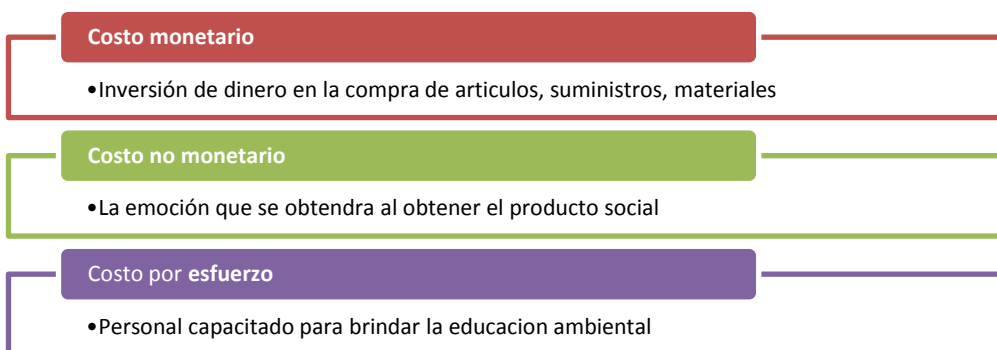 Costo monetario
•Inversión de dinero en la compra de articulos, suministros, materiales
Costo no monetario
•La emoción que se obtendra al obtener el producto social
Costo por esfuerzo
•Personal capacitado para brindar la educacion ambiental